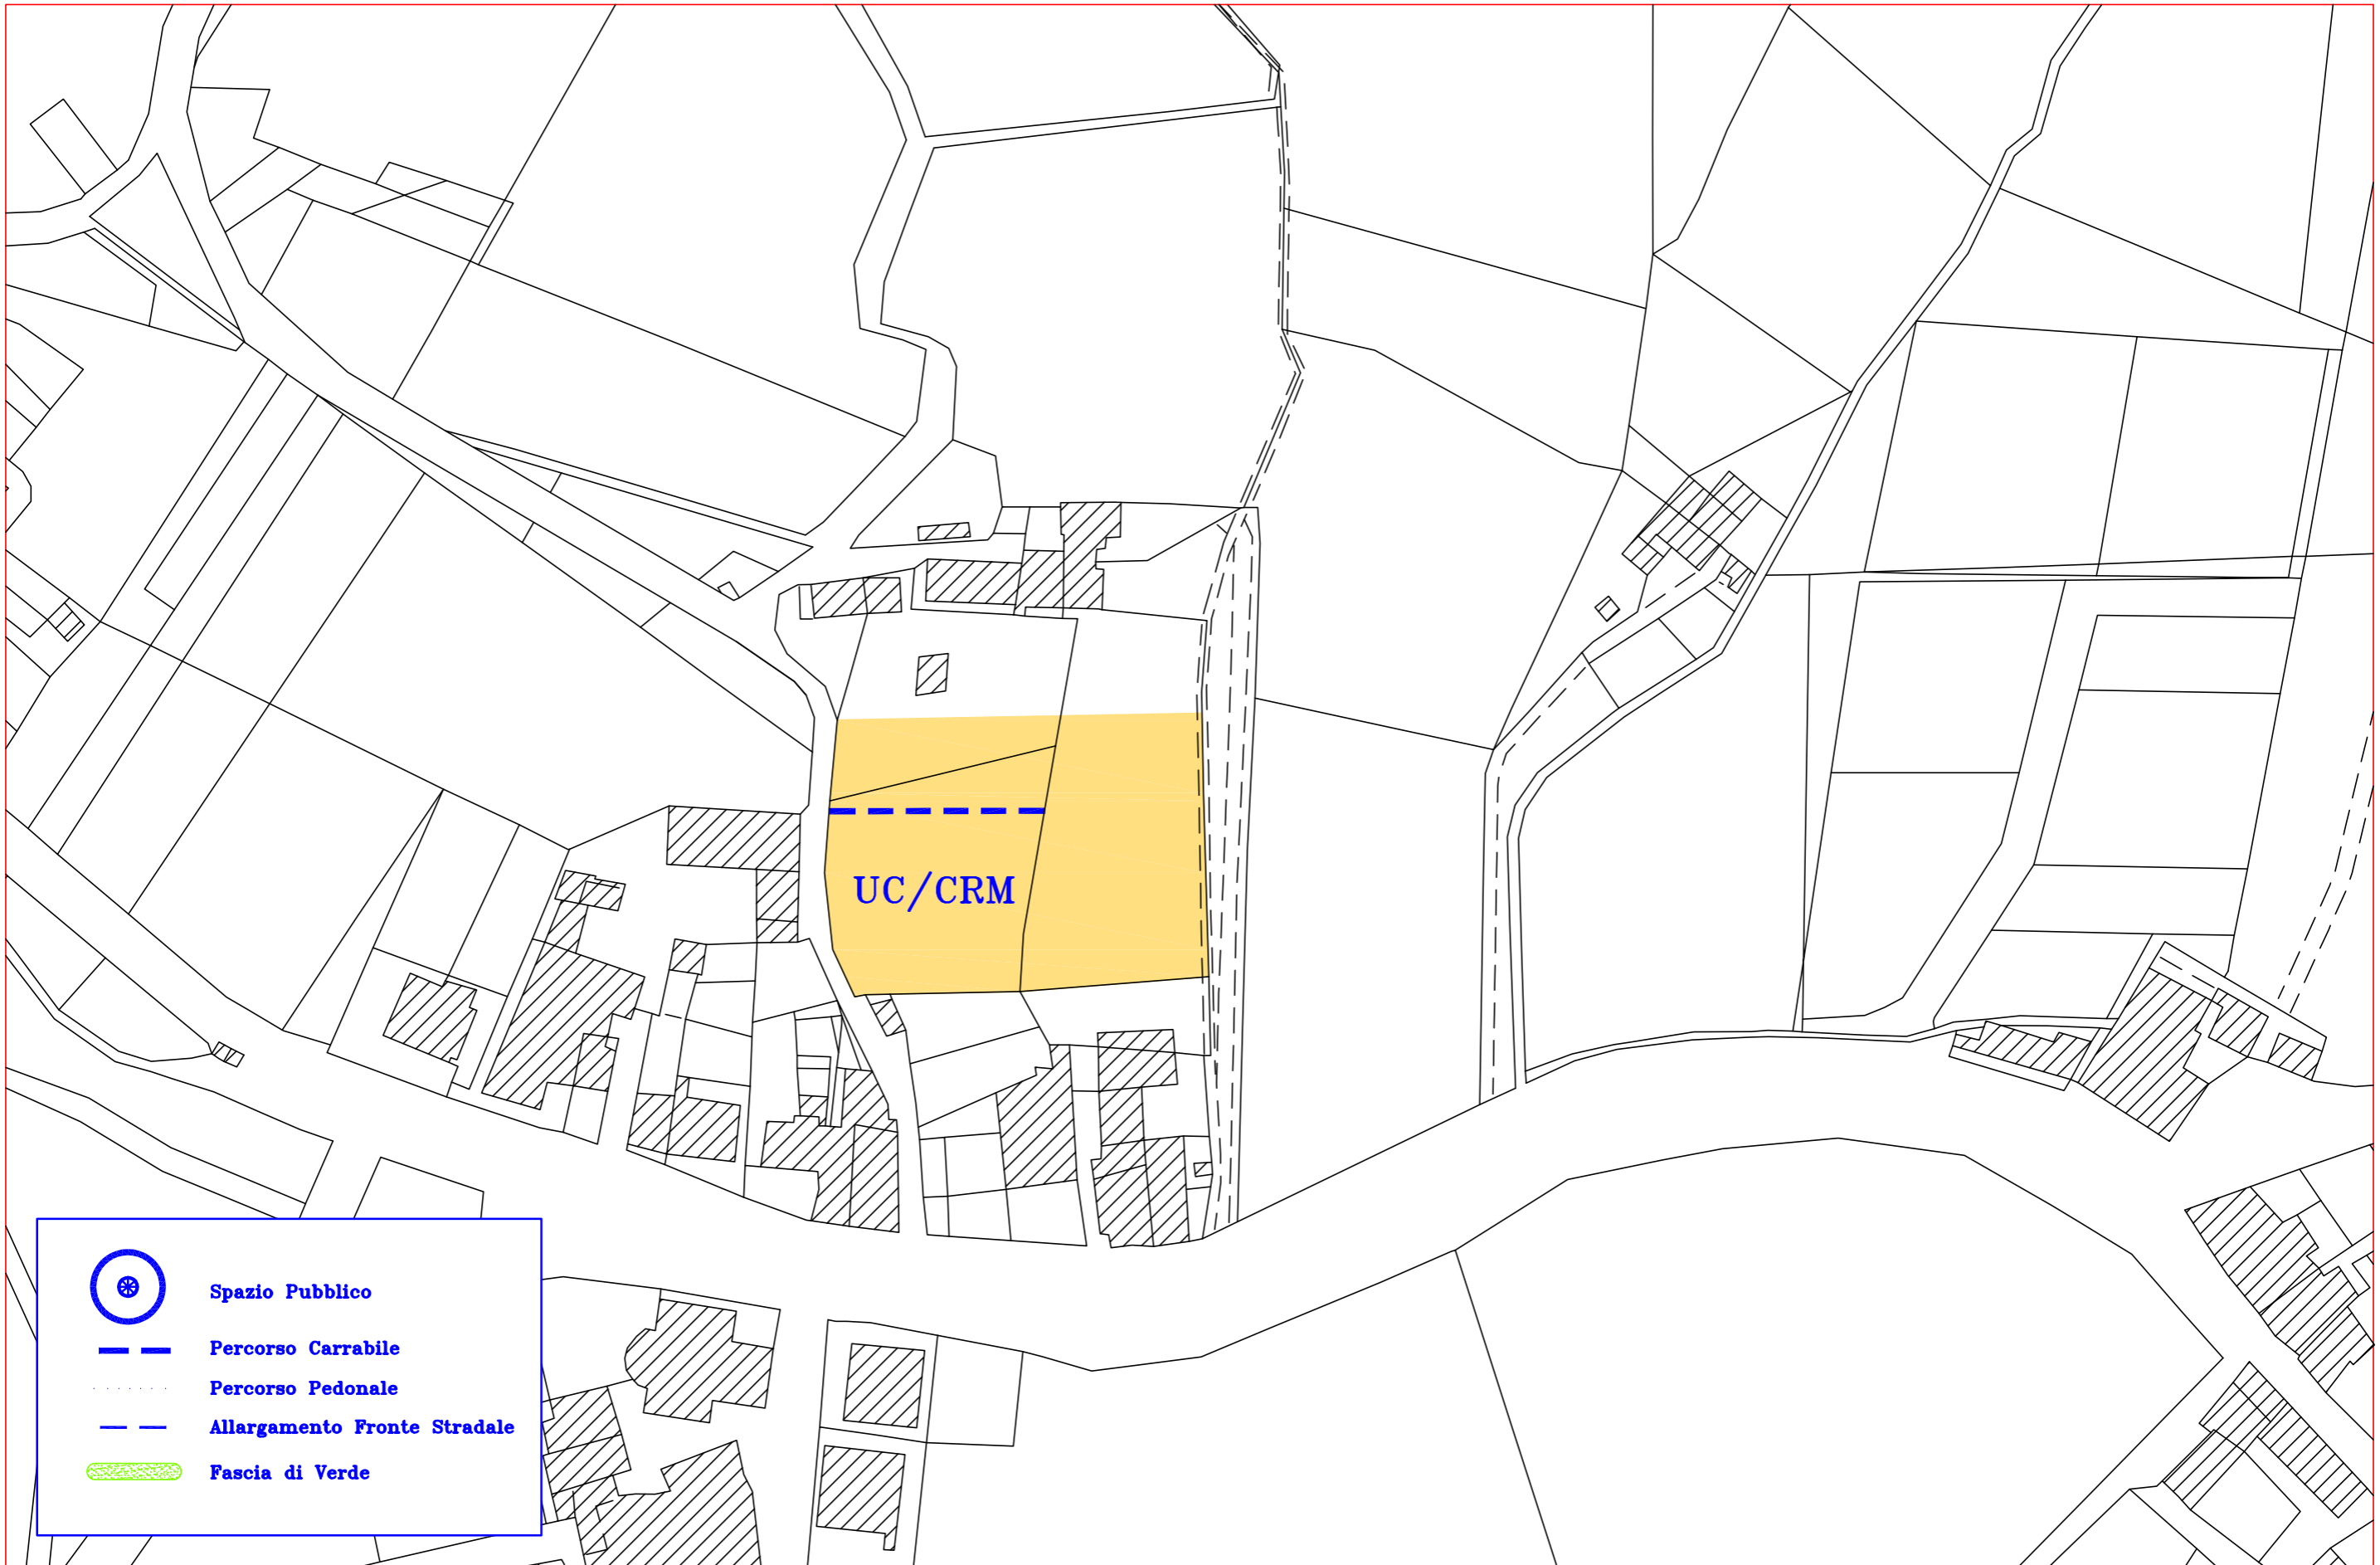 UC/CRM
Spazio Pubblico
Percorso Carrabile
Percorso Pedonale
Allargamento Fronte Stradale
Fascia di Verde